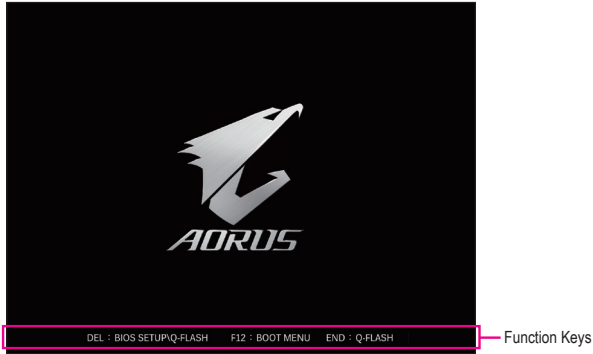 AORUS
DEL : BIOS SETUP\Q-FLASH F12 : BOOT MENU END : Q-FLASH
Function Keys